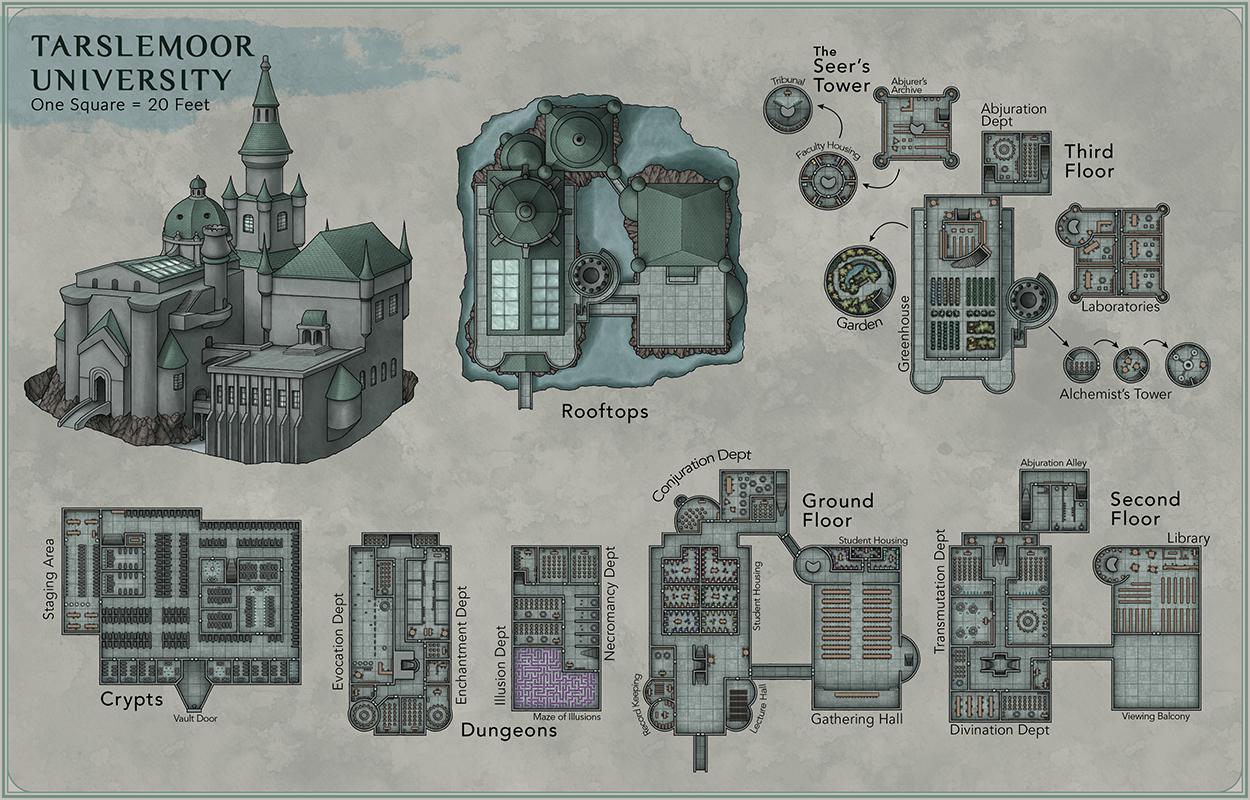 TARSLEMOOR
UNIVERSITY
One Square = 20 Feet
Rooftops
The
Seer's
Tower
Tribunal
Abjurer's
Archive
Faculty Housing
Abjuration
Dept
Third
Floor
Garden
Greenhouse
Laboratories
Alchemist's Tower
Staging Area
Crypts
Vault Door
Evocation Dept
Enchantment Dept
Illusion Dept
Necromancy Dept
Maze of Illusions
Dungeons
Conjuration Dept
Ground
Floor
Student Housing
Student Housing
Record Keeping
Lecture Hall
Gathering Hall
Abjuration Alley
Second
Floor
Library
Transmutation Dept
Divination Dept
Viewing Balcony